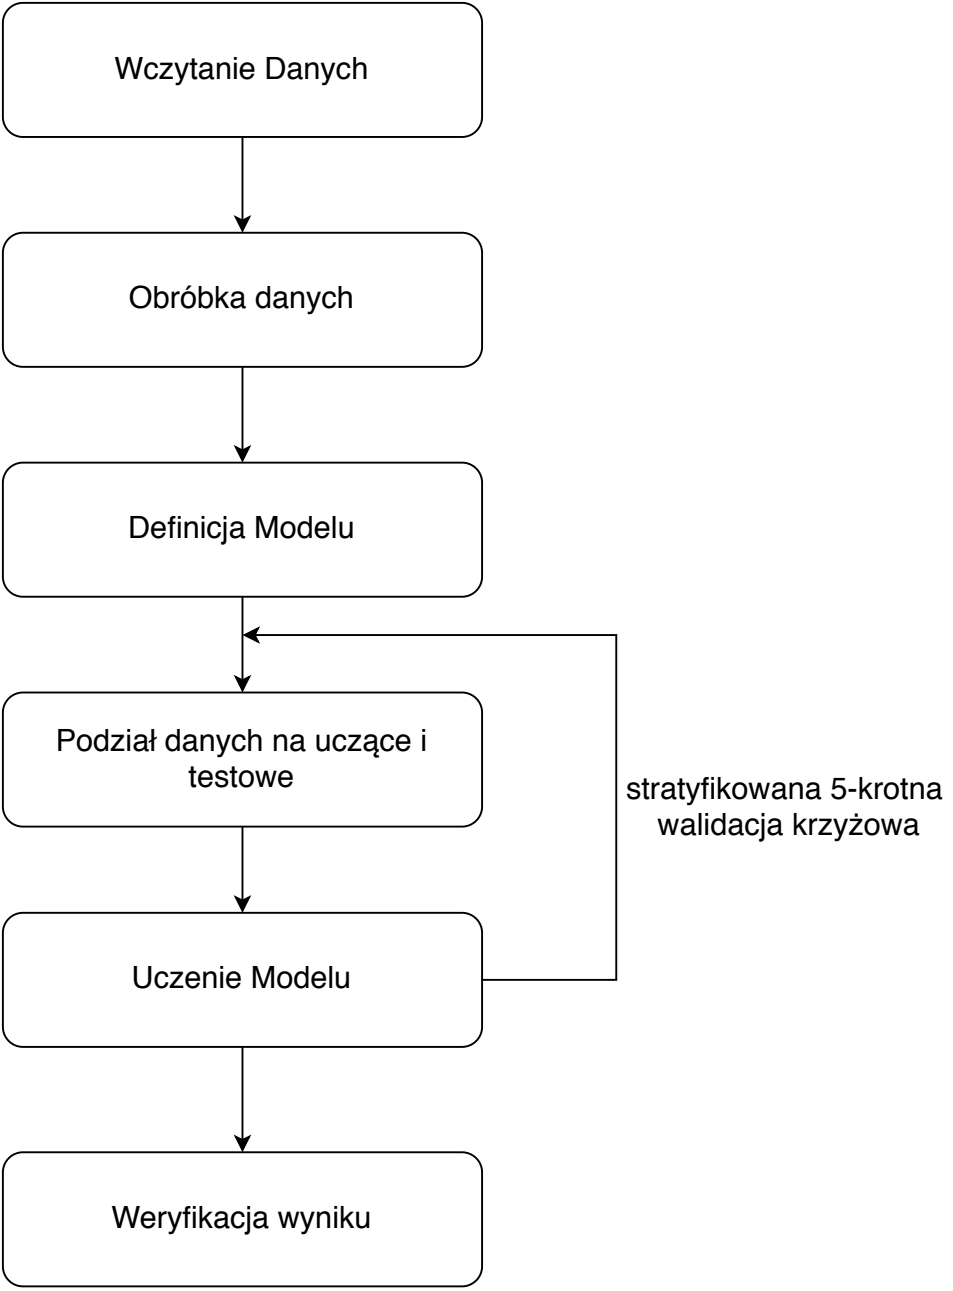 Wczytanie Danych
Obróbka danych
Definicja Modelu
Podział danych na uczące i
testowe
stratyfikowana 5-krotna
walidacja krzyżowa
Uczenie Modelu
Weryfikacja wyniku